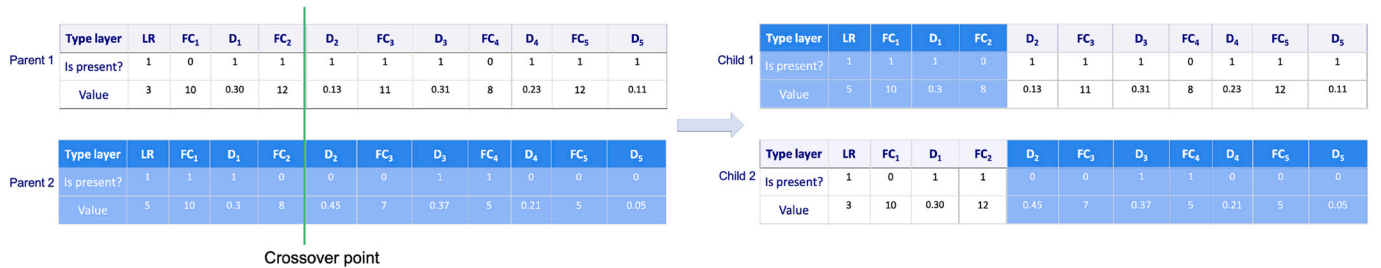 Type layer LR FC₁ D₁ FC₂ D₂ FC₃ D₃ FC₄ D₄ FC₅ D₅
Parent 1
Is present? 1 0 1 1 1 1 1 0 1 1 1
Value 3 10 0.30 12 0.13 11 0.31 8 0.23 12 0.11
Type layer LR FC₁ D₁ FC₂ D₂ FC₃ D₃ FC₄ D₄ FC₅ D₅
Parent 2
Is present? 1 1 1 0 0 0 1 1 0 0 0
Value 5 10 0.3 8 0.45 7 0.37 5 0.21 5 0.05
Crossover point
Type layer LR FC₁ D₁ FC₂ D₂ FC₃ D₃ FC₄ D₄ FC₅ D₅
Child 1
Is present? 1 1 1 0 1 1 1 0 1 1 1
Value 5 10 0.3 8 0.13 11 0.31 8 0.23 12 0.11
Type layer LR FC₁ D₁ FC₂ D₂ FC₃ D₃ FC₄ D₄ FC₅ D₅
Child 2
Is present? 1 0 1 1 0 0 1 1 0 0 0
Value 3 10 0.30 12 0.45 7 0.37 5 0.21 5 0.05